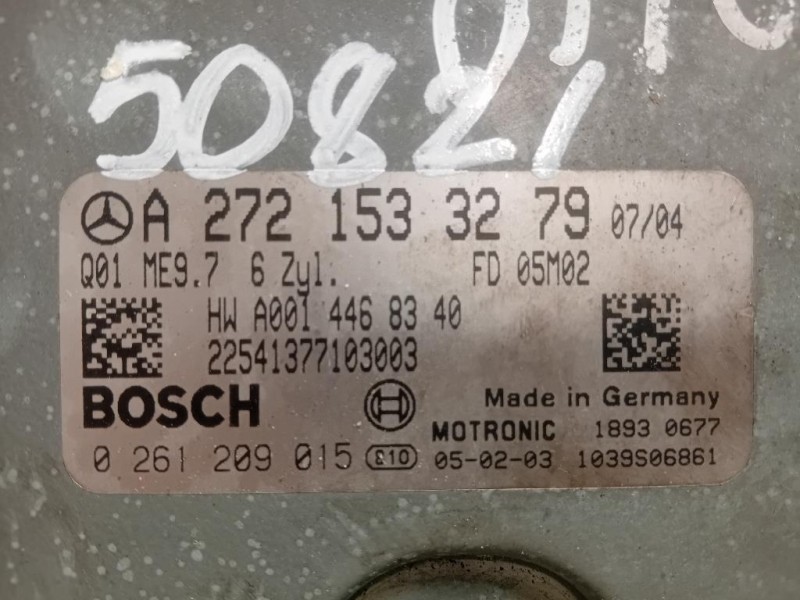 50821
A 272 153 32 79 07/04
Q01 ME9.7 6 Zyl. FD 05M02
HW A001 446 83 40
22541377103003
BOSCH
Made in Germany
MOTRONIC 1893 0677
0 261 209 015 Q10 05-02-03 1039S06861